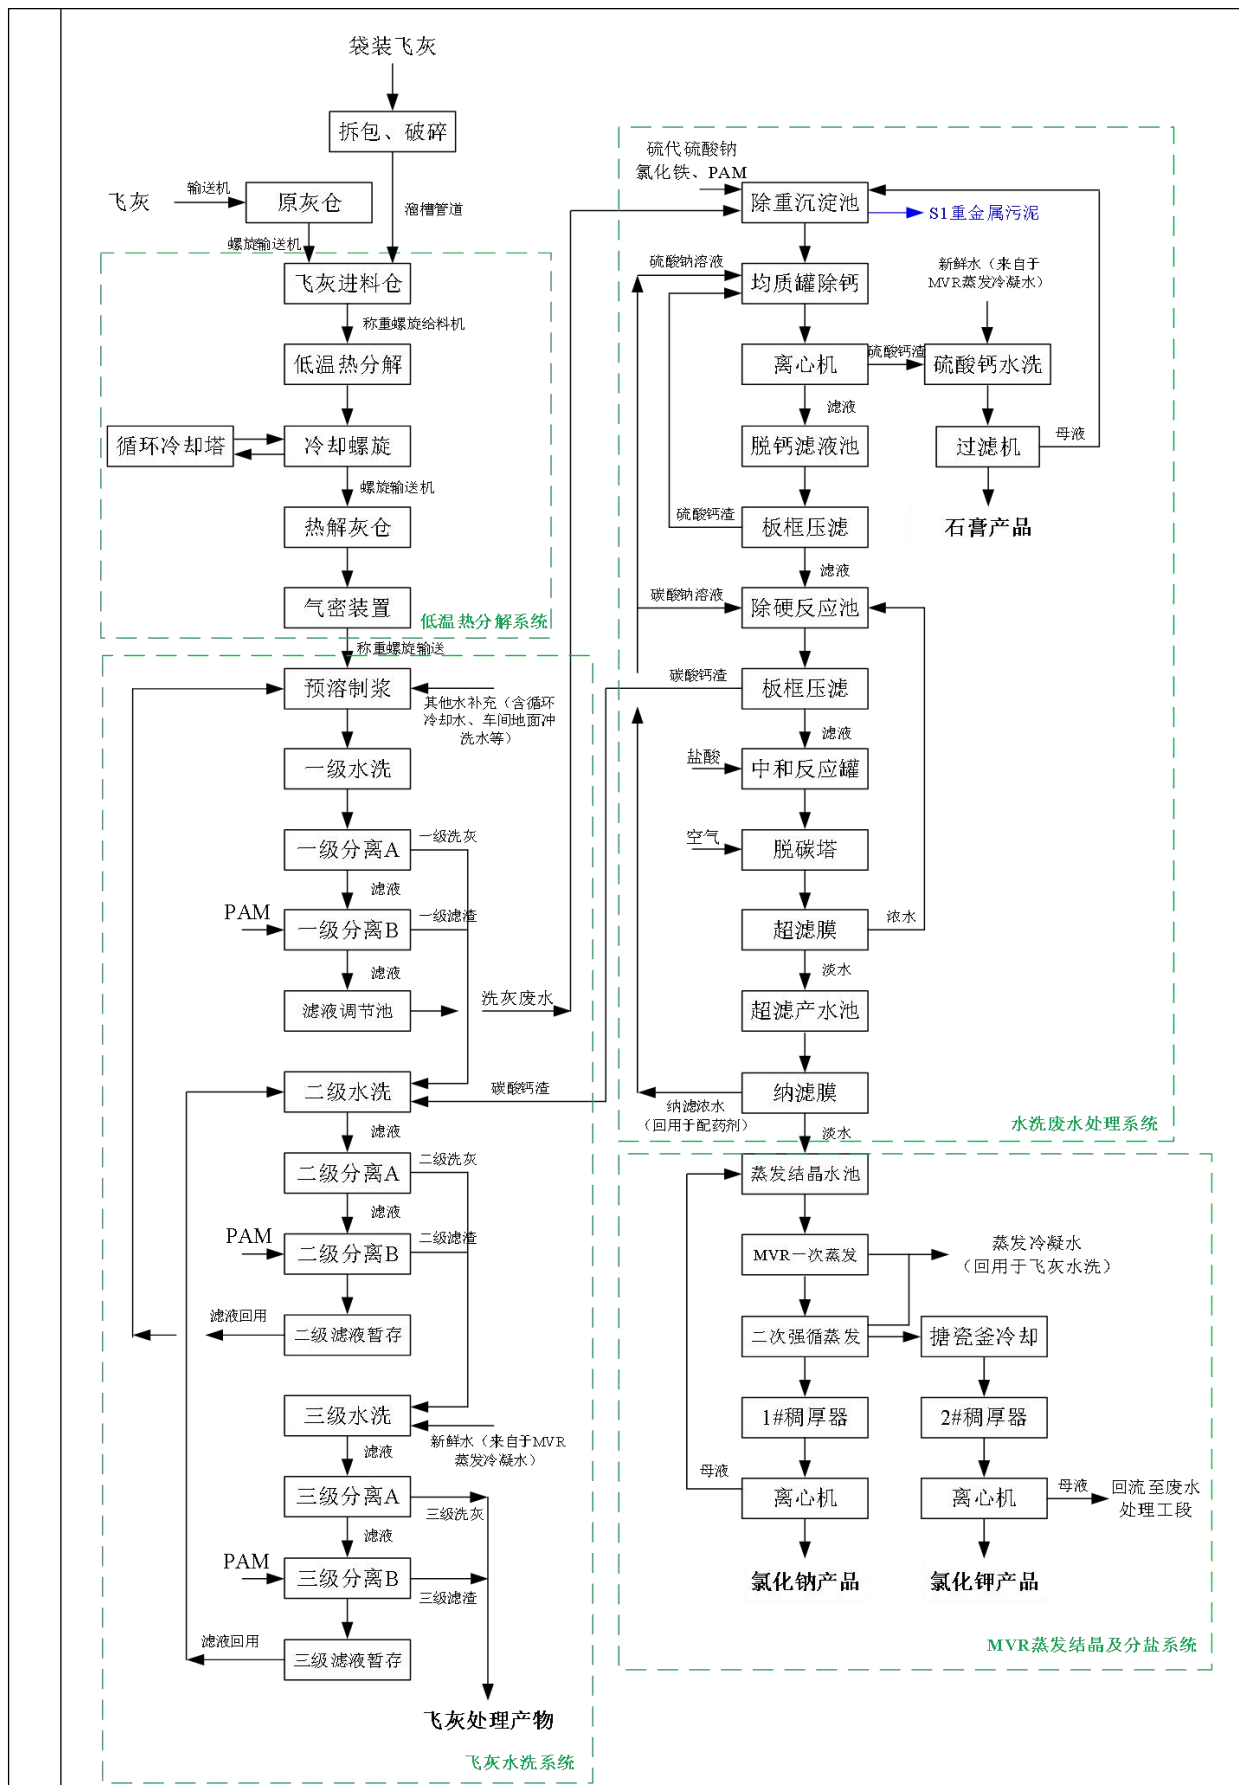 袋装飞灰
拆包、破碎
飞灰
输送机
原灰仓
溜槽管道
螺旋输送机
飞灰进料仓
称重螺旋给料机
低温热分解
循环冷却塔
冷却螺旋
螺旋输送机
热解灰仓
气密装置
低温热分解系统
称重螺旋输送
预溶制浆
其他水补充（含循环
冷却水、车间地面冲
洗水等）
一级水洗
一级分离A
一级洗灰
滤液
PAM
一级分离B
一级滤渣
滤液
滤液调节池
洗灰废水
二级水洗
碳酸钙渣
滤液
二级分离A
二级洗灰
滤液
PAM
二级分离B
二级滤渣
滤液回用
二级滤液暂存
三级水洗
新鲜水（来自于MVR
蒸发冷凝水）
滤液
三级分离A
三级洗灰
滤液
PAM
三级分离B
三级滤渣
滤液回用
三级滤液暂存
飞灰处理产物
飞灰水洗系统
硫代硫酸钠
氯化铁、PAM
除重沉淀池
S1重金属污泥
硫酸钠溶液
均质罐除钙
新鲜水（来自于
MVR蒸发冷凝水）
离心机
硫酸钙渣
硫酸钙水洗
滤液
脱钙滤液池
过滤机
母液
硫酸钙渣
板框压滤
石膏产品
滤液
碳酸钠溶液
除硬反应池
碳酸钙渣
板框压滤
滤液
盐酸
中和反应罐
空气
脱碳塔
超滤膜
浓水
淡水
超滤产水池
纳滤膜
纳滤浓水
（回用于配药剂）
水洗废水处理系统
淡水
蒸发结晶水池
MVR一次蒸发
蒸发冷凝水
（回用于飞灰水洗）
二次强循蒸发
搪瓷釜冷却
1#稠厚器
2#稠厚器
母液
离心机
离心机
母液
回流至废水
处理工段
氯化钠产品
氯化钾产品
MVR蒸发结晶及分盐系统